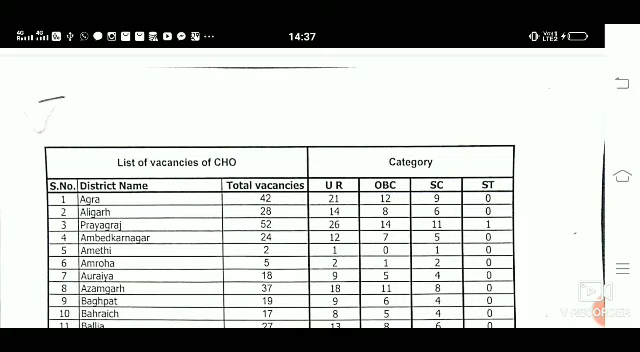 14:37
List of vacancies of CHO Category
S.No. District Name Total vacancies U R OBC SC ST
1 Agra 42 21 12 9 0
2 Aligarh 28 14 8 6 0
3 Prayagraj 52 26 14 11 1
4 Ambedkarnagar 24 12 7 5 0
5 Amethi 2 1 0 1 0
6 Amroha 5 2 1 2 0
7 Auraiya 18 9 5 4 0
8 Azamgarh 37 18 11 8 0
9 Baghpat 19 9 6 4 0
10 Bahraich 17 8 5 4 0
11 Ballia 27 13 8 6 0
V RECORDER